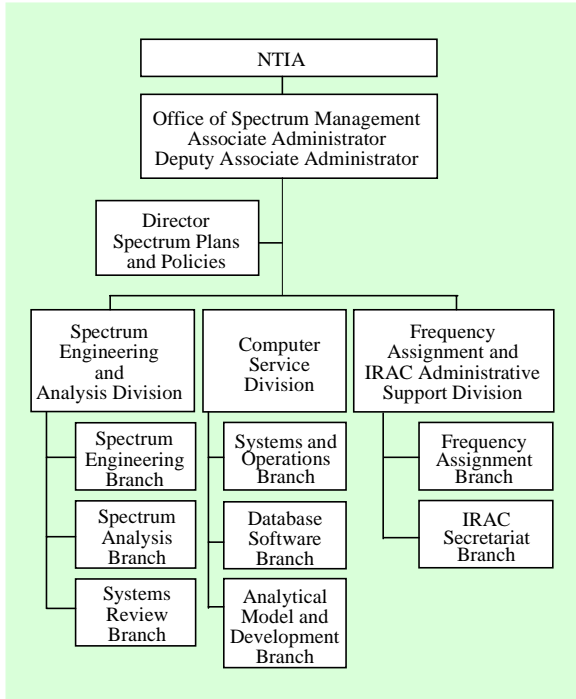 NTIA
Office of Spectrum Management
Associate Administrator
Deputy Associate Administrator
Director
Spectrum Plans
and Policies
Spectrum
Engineering
and
Analysis Division
Computer
Service
Division
Frequency
Assignment and
IRAC Administrative
Support Division
Spectrum
Engineering
Branch
Spectrum
Analysis
Branch
Systems
Review
Branch
Systems and
Operations
Branch
Database
Software
Branch
Analytical
Model and
Development
Branch
Frequency
Assignment
Branch
IRAC
Secretariat
Branch